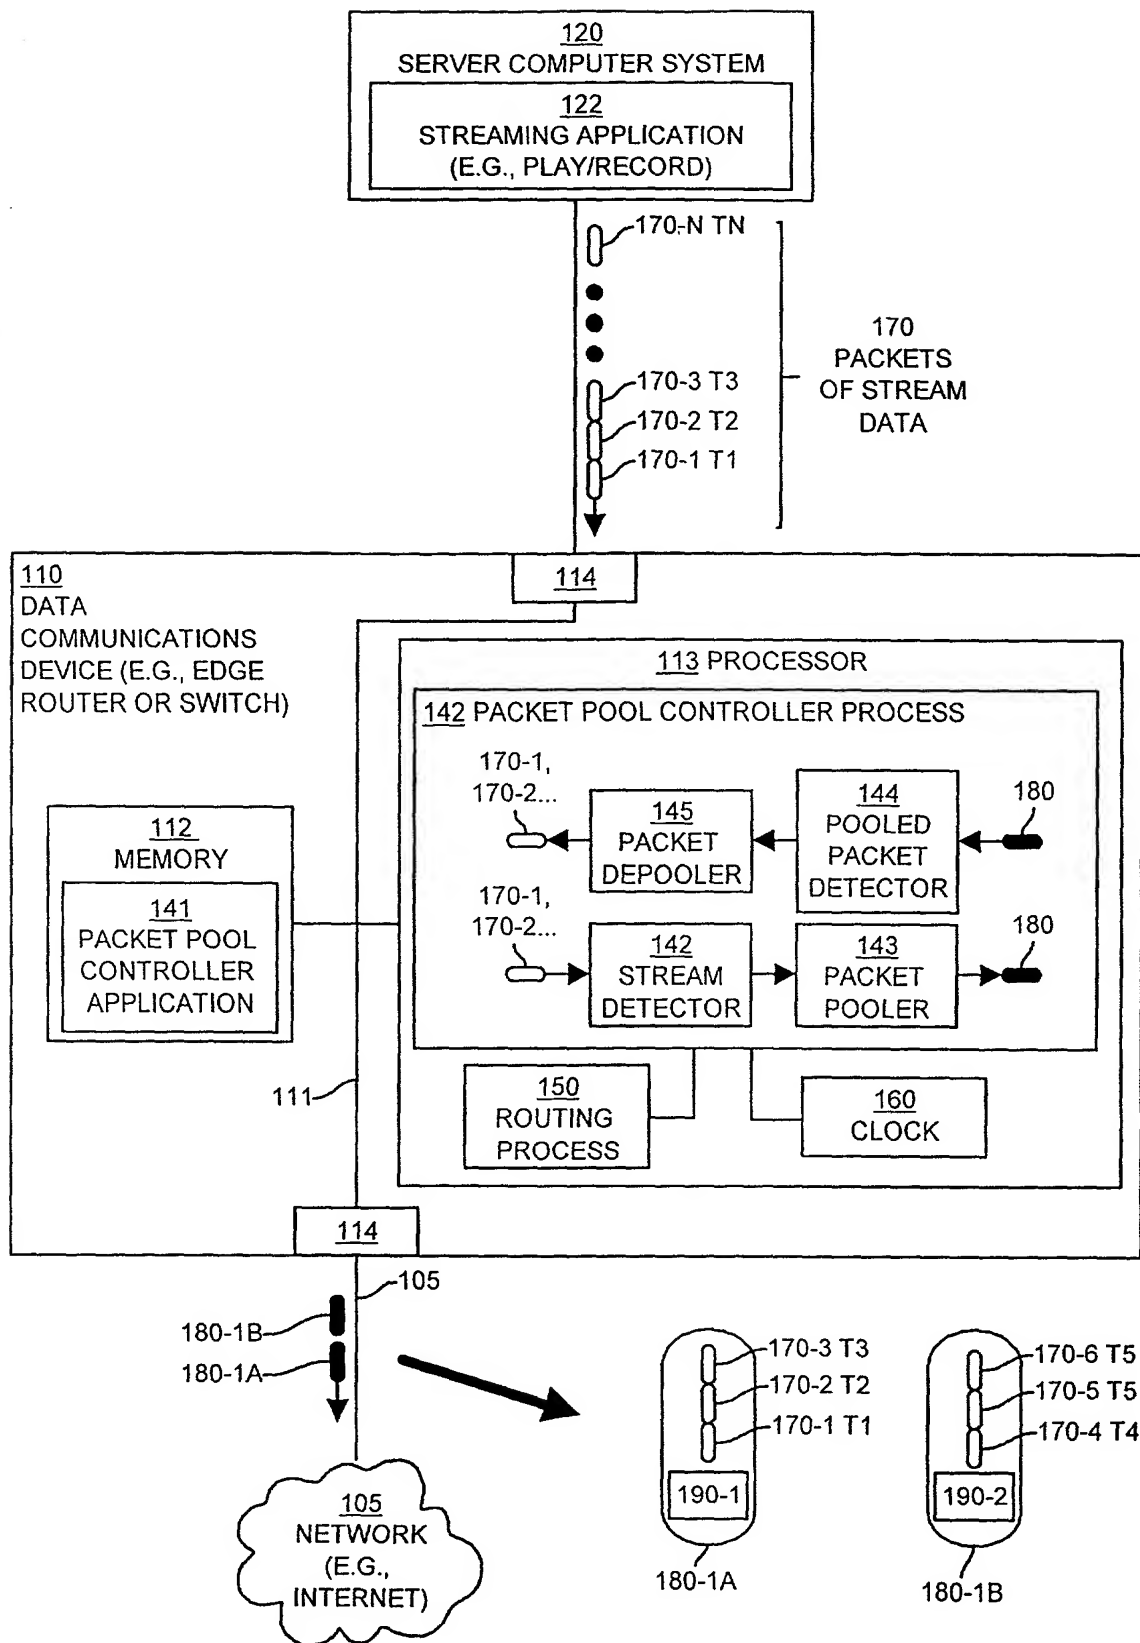 120
SERVER COMPUTER SYSTEM
122
STREAMING APPLICATION
(E.G., PLAY/RECORD)
170-N TN
170-3 T3
170-2 T2
170-1 T1
170
PACKETS
OF STREAM
DATA
110
DATA
COMMUNICATIONS
DEVICE (E.G., EDGE
ROUTER OR SWITCH)
114
113 PROCESSOR
142 PACKET POOL CONTROLLER PROCESS
170-1,
170-2...
145
PACKET
DEPOOLER
144
POOLED
PACKET
DETECTOR
180
170-1,
170-2...
142
STREAM
DETECTOR
143
PACKET
POOLER
180
112
MEMORY
141
PACKET POOL
CONTROLLER
APPLICATION
111
150
ROUTING
PROCESS
160
CLOCK
114
105
180-1B
180-1A
105
NETWORK
(E.G.,
INTERNET)
170-3 T3
170-2 T2
170-1 T1
190-1
180-1A
170-6 T5
170-5 T5
170-4 T4
190-2
180-1B